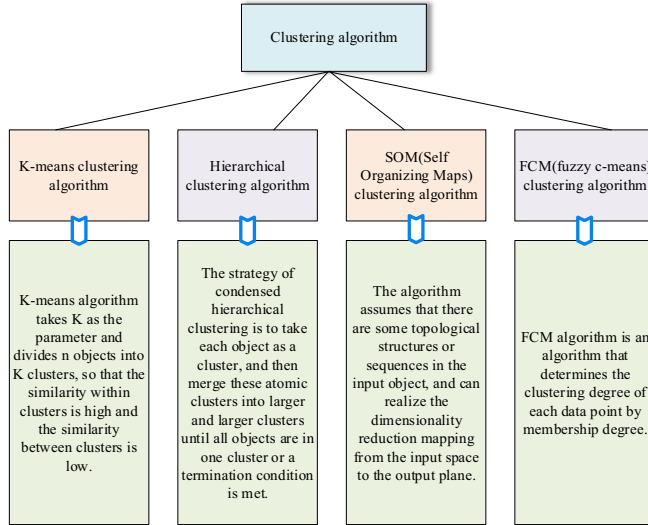 Clustering algorithm
K-means clustering
algorithm
Hierarchical
clustering algorithm
SOM(Self
Organizing Maps)
clustering algorithm
FCM(fuzzy c-means)
clustering algorithm
K-means algorithm
takes K as the
parameter and
divides n objects into
K clusters, so that the
similarity within
clusters is high and
the similarity
between clusters is
low.
The strategy of
condensed
hierarchical
clustering is to take
each object as a
cluster, and then
merge these atomic
clusters into larger
and larger clusters
until all objects are in
one cluster or a
termination condition
is met.
The algorithm
assumes that there
are some topological
structures or
sequences in the
input object, and can
realize the
dimensionality
reduction mapping
from the input space
to the output plane.
FCM algorithm is an
algorithm that
determines the
clustering degree of
each data point by
membership degree.